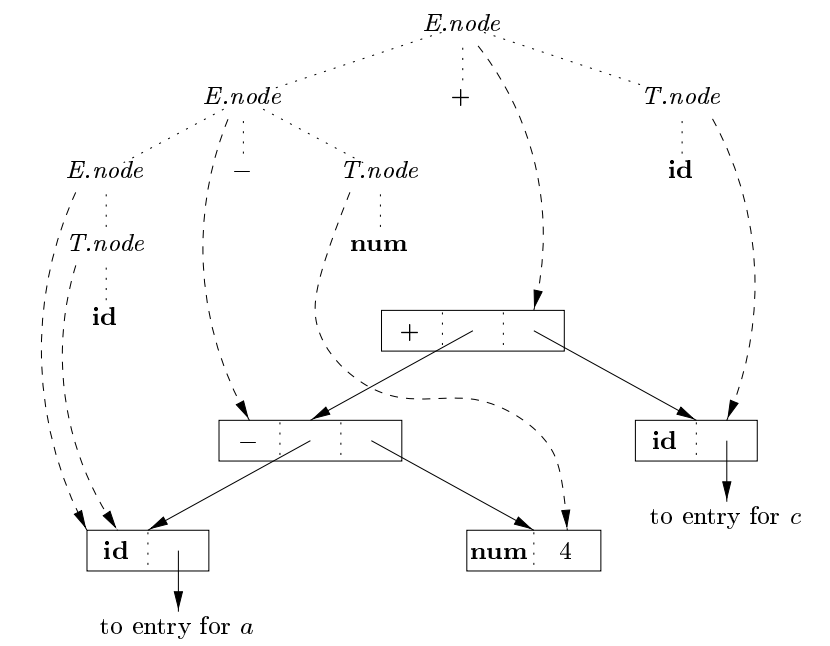 E.node
E.node + T.node
E.node − T.node id
T.node num
id
+
− id
to entry for c
id num 4
to entry for a